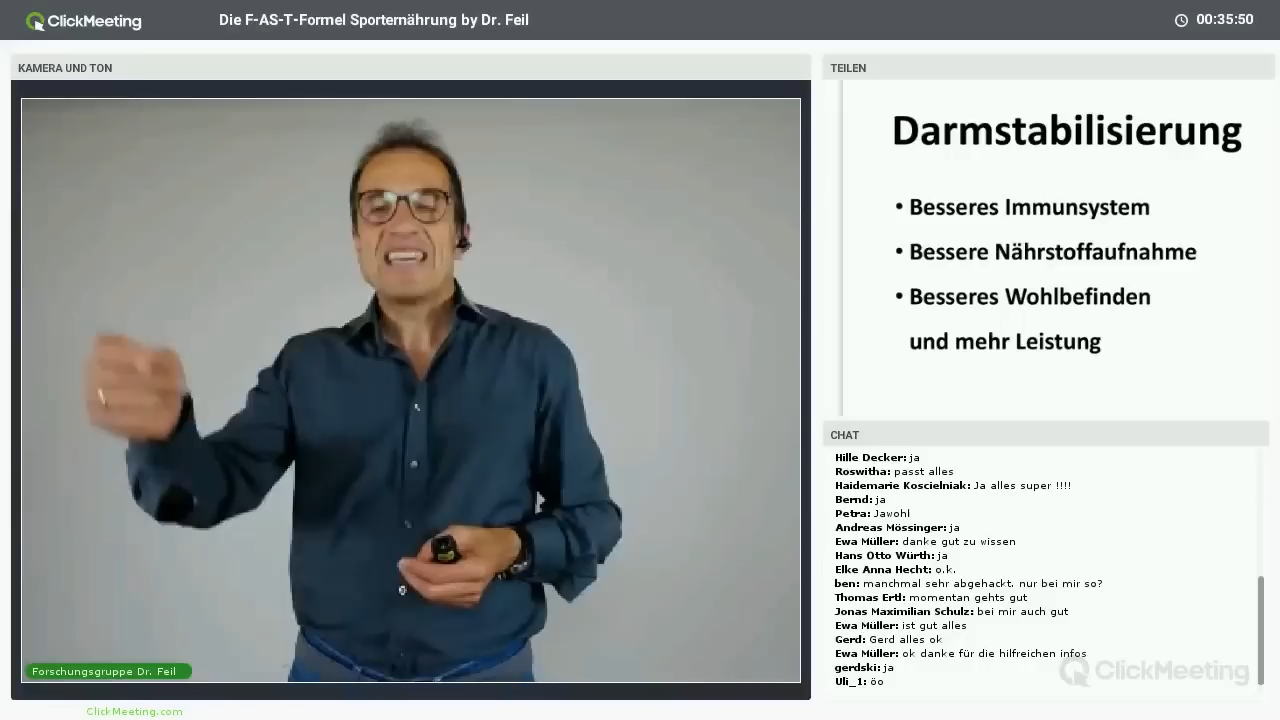 ClickMeeting
Die F-AS-T-Formel Sporternährung by Dr. Feil
00:35:50
KAMERA UND TON
Forschungsgruppe Dr. Feil
ClickMeeting.com
TEILEN
Darmstabilisierung
• Besseres Immunsystem
• Bessere Nährstoffaufnahme
• Besseres Wohlbefinden
und mehr Leistung
CHAT
Hille Decker: ja
Roswitha: passt alles
Haidemarie Koscielniak: Ja alles super !!!!
Bernd: ja
Petra: Jawohl
Andreas Mössinger: ja
Ewa Müller: danke gut zu wissen
Hans Otto Würth: ja
Elke Anna Hecht: o.k.
ben: manchmal sehr abgehackt. nur bei mir so?
Thomas Ertl: momentan gehts gut
Jonas Maximilian Schulz: bei mir auch gut
Ewa Müller: ist gut alles
Gerd: Gerd alles ok
Ewa Müller: ok danke für die hilfreichen infos
gerdski: ja
Uli_1: öo
ClickMeeting